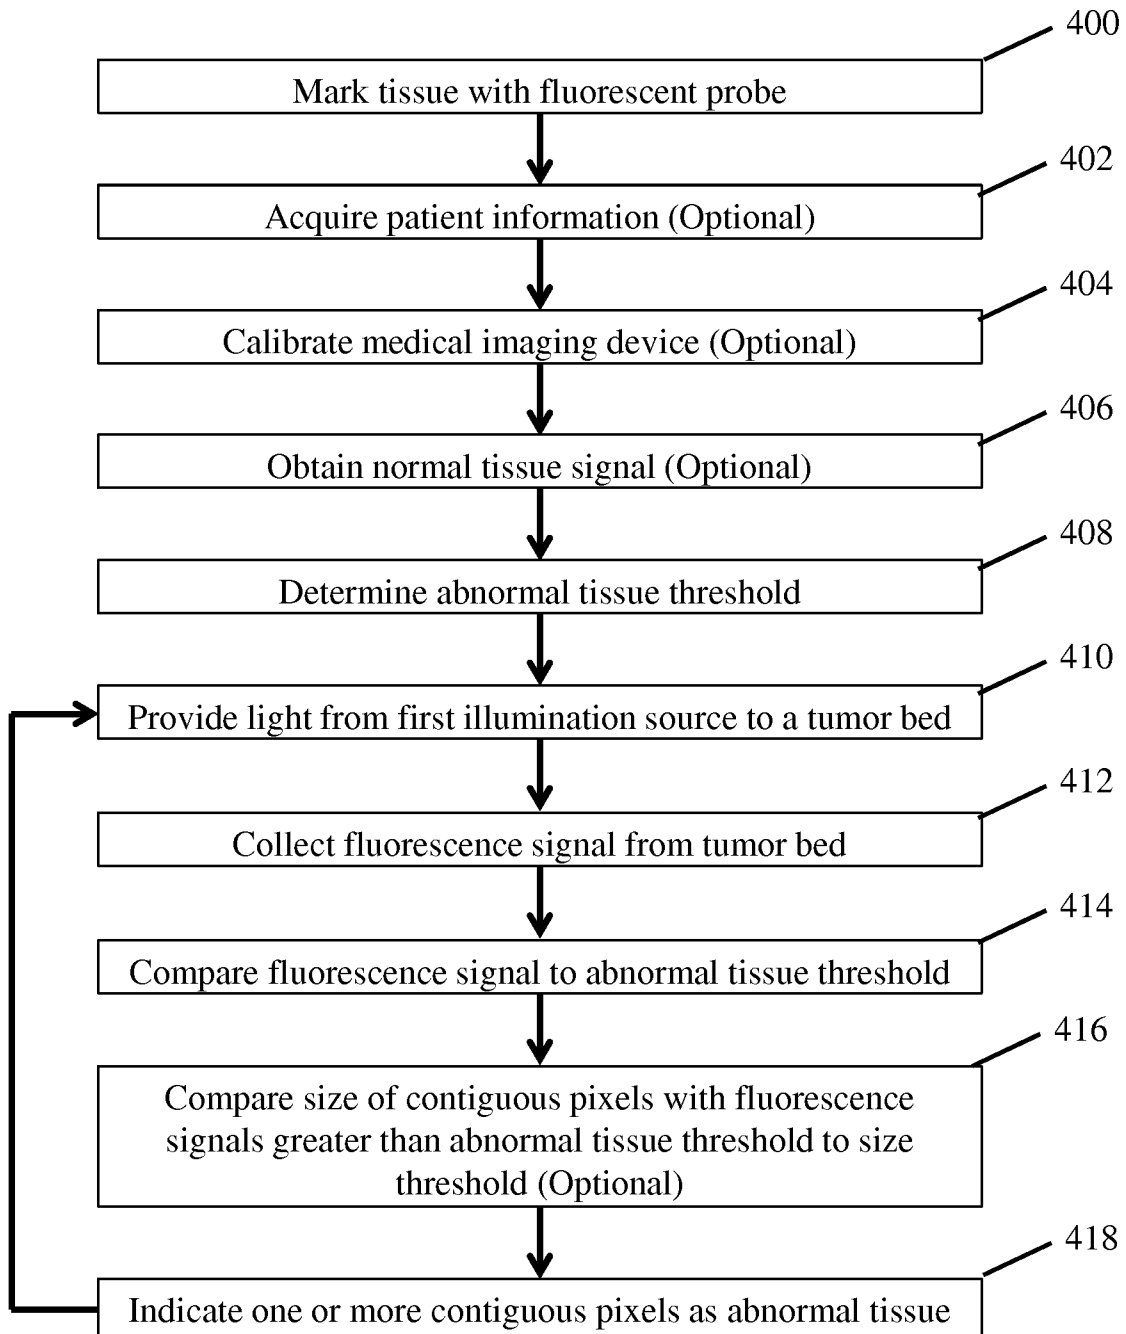 400
Mark tissue with fluorescent probe
402
Acquire patient information (Optional)
404
Calibrate medical imaging device (Optional)
406
Obtain normal tissue signal (Optional)
408
Determine abnormal tissue threshold
410
Provide light from first illumination source to a tumor bed
412
Collect fluorescence signal from tumor bed
414
Compare fluorescence signal to abnormal tissue threshold
416
Compare size of contiguous pixels with fluorescence
signals greater than abnormal tissue threshold to size
threshold (Optional)
418
Indicate one or more contiguous pixels as abnormal tissue